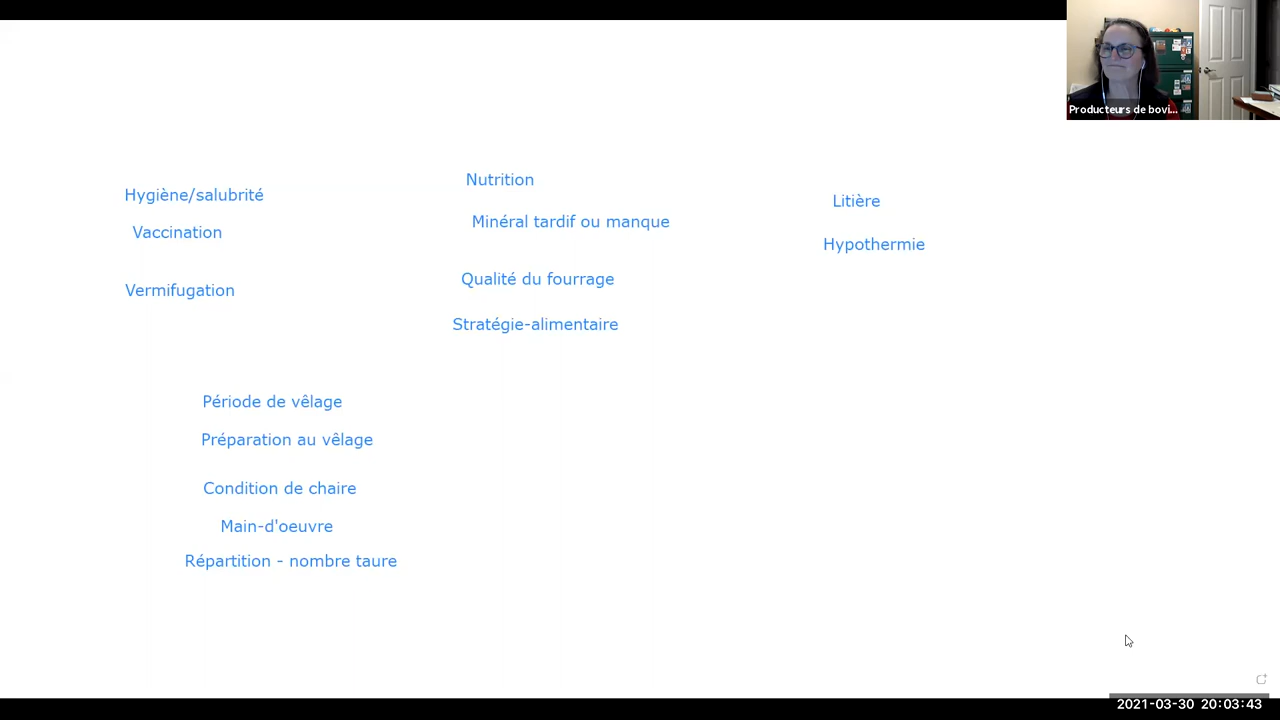 Producteurs de bovi...
Hygiène/salubrité
Vaccination
Vermifugation
Nutrition
Minéral tardif ou manque
Qualité du fourrage
Stratégie-alimentaire
Litière
Hypothermie
Période de vêlage
Préparation au vêlage
Condition de chaire
Main-d'oeuvre
Répartition - nombre taure
2021-03-30 20:03:43